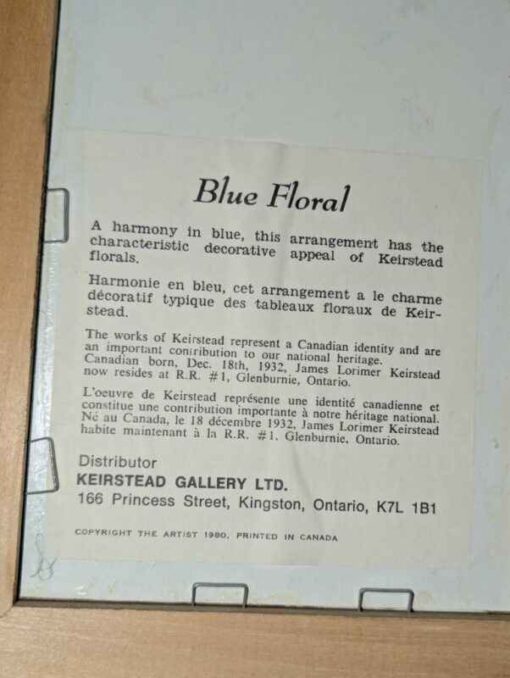 Blue Floral
A harmony in blue, this arrangement has the
characteristic decorative appeal of Keirstead
florals.
Harmonie en bleu, cet arrangement a le charme
décoratif typique des tableaux floraux de Keir-
stead.
The works of Keirstead represent a Canadian identity and are
an important contribution to our national heritage.
Canadian born, Dec. 18th, 1932, James Lorimer Keirstead
now resides at R.R. #1, Glenburnie, Ontario.
L'oeuvre de Keirstead représente une identité canadienne et
constitue une contribution importante à notre héritage national.
Né au Canada, le 18 décembre 1932, James Lorimer Keirstead
habite maintenant à la R.R. #1, Glenburnie, Ontario.
Distributor
KEIRSTEAD GALLERY LTD.
166 Princess Street, Kingston, Ontario, K7L 1B1
COPYRIGHT THE ARTIST 1980, PRINTED IN CANADA